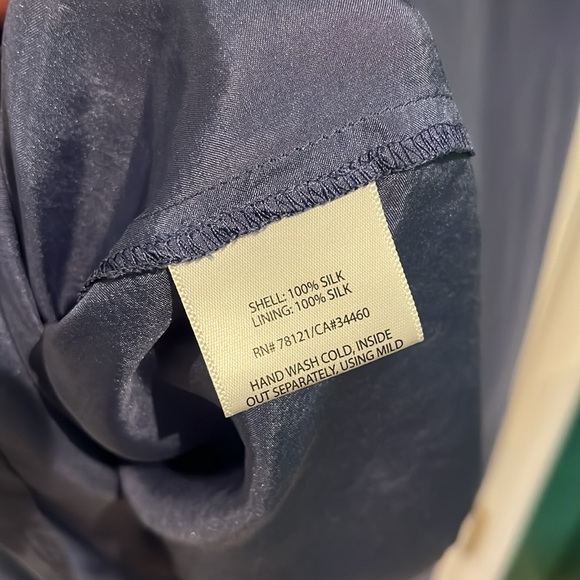 SHELL: 100% SILK
LINING: 100% SILK
RN# 78121/CA#34460
HAND WASH COLD, INSIDE
OUT SEPARATELY, USING MILD